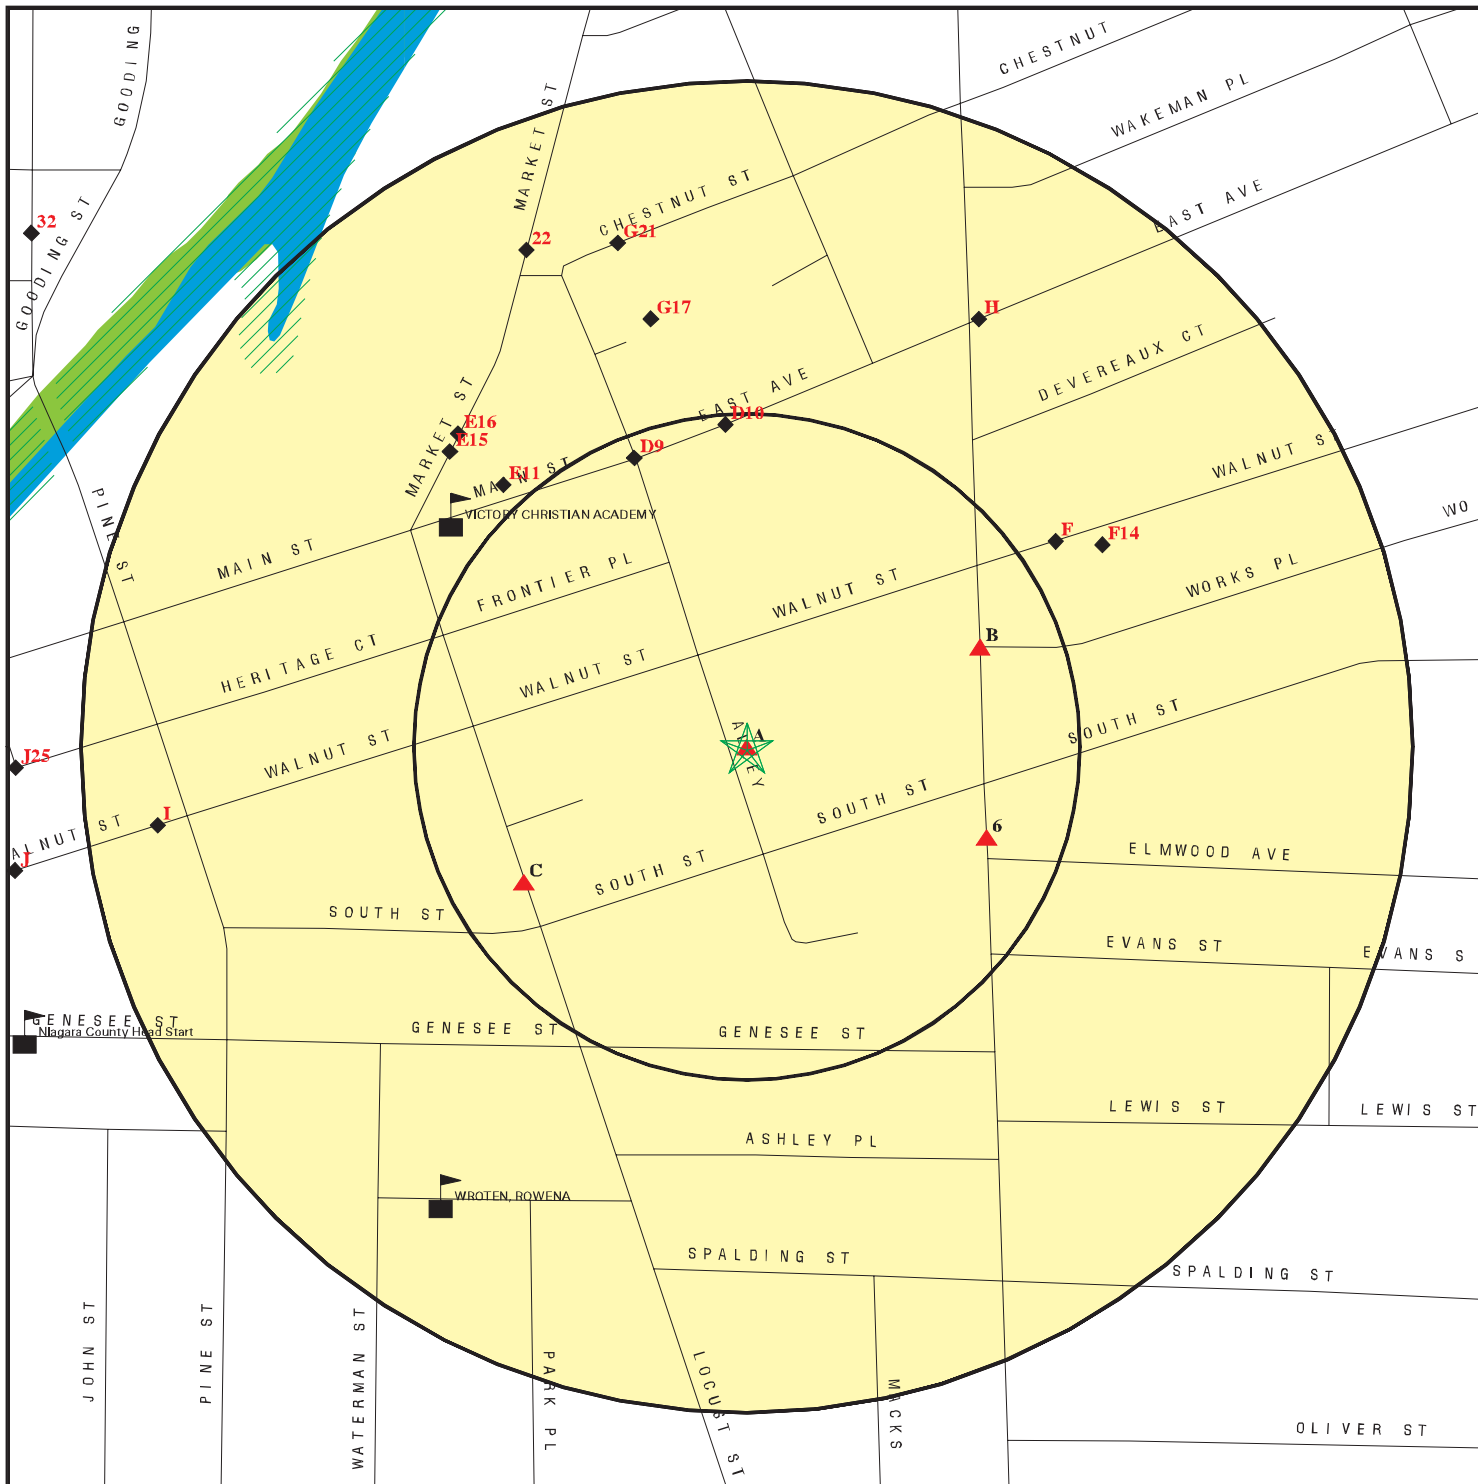 GOODING
CHESTNUT
WAKEMAN PL
MARKET ST
CHESTNUT ST
EAST AVE
GOODING ST
32
22
G21
G17
H
DEVEREAUX CT
EAST AVE
D10
MARKET ST
E16
E15
D9
WALNUT ST
MAIN ST
E11
PINE ST
VICTORY CHRISTIAN ACADEMY
WO
F
F14
MAIN ST
FRONTIER PL
WALNUT ST
WORKS PL
B
HERITAGE CT
WALNUT ST
SOUTH ST
WALNUT ST
J25
A
ALLEY
SOUTH ST
I
ALNUT ST
6
J
ELMWOOD AVE
C
SOUTH ST
SOUTH ST
EVANS ST
EVANS S
GENESEE ST
Niagara County Head Start
GENESEE ST
GENESEE ST
LEWIS ST
LEWIS ST
ASHLEY PL
WROTEN, ROWENA
SPALDING ST
SPALDING ST
JOHN ST
PINE ST
WATERMAN ST
PARK PL
LOCUST ST
MACKS
OLIVER ST